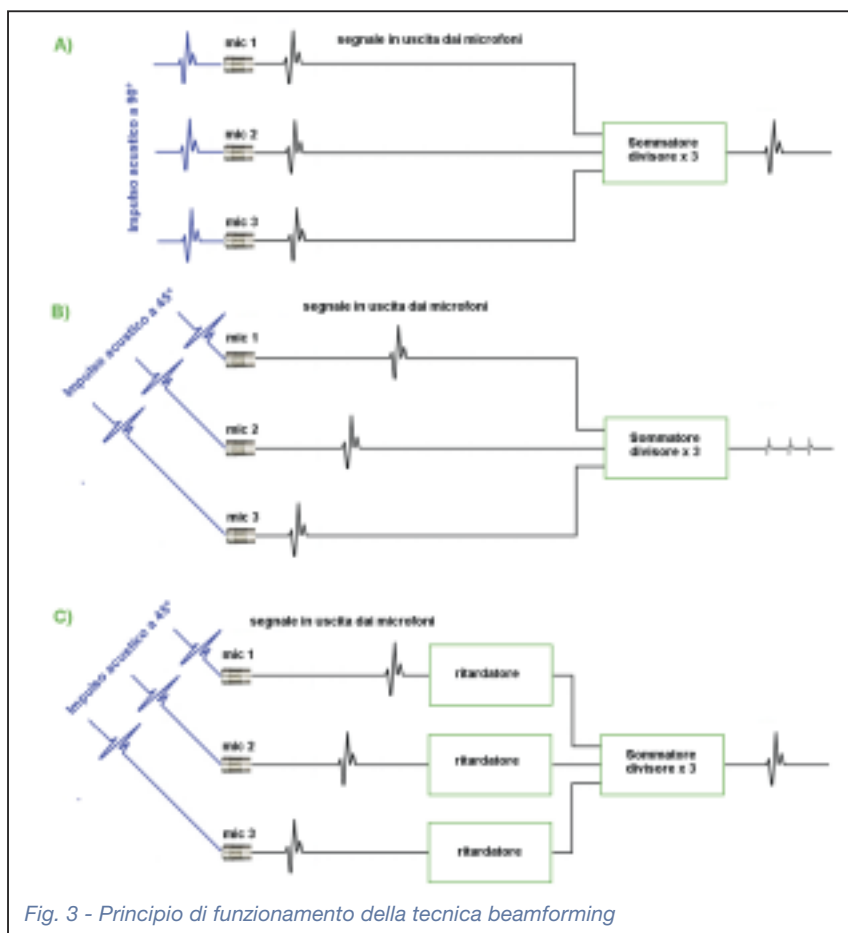 A)
mic 1
segnale in uscita dai microfoni
Impulso acustico a 90°
mic 2
Sommatore
divisore x 3
mic 3
B)
Impulso acustico a 45°
segnale in uscita dai microfoni
mic 1
mic 2
Sommatore
divisore x 3
mic 3
C)
Impulso acustico a 45°
segnale in uscita dai microfoni
mic 1
ritardatore
mic 2
ritardatore
Sommatore
divisore x 3
mic 3
ritardatore
Fig. 3 - Principio di funzionamento della tecnica beamforming